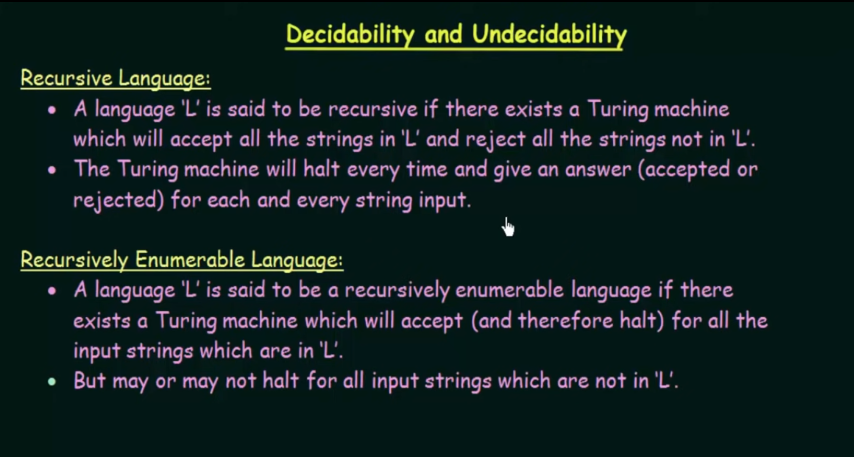 Decidability and Undecidability
Recursive Language:
• A language 'L' is said to be recursive if there exists a Turing machine
which will accept all the strings in 'L' and reject all the strings not in 'L'.
• The Turing machine will halt every time and give an answer (accepted or
rejected) for each and every string input.
Recursively Enumerable Language:
• A language 'L' is said to be a recursively enumerable language if there
exists a Turing machine which will accept (and therefore halt) for all the
input strings which are in 'L'.
• But may or may not halt for all input strings which are not in 'L'.